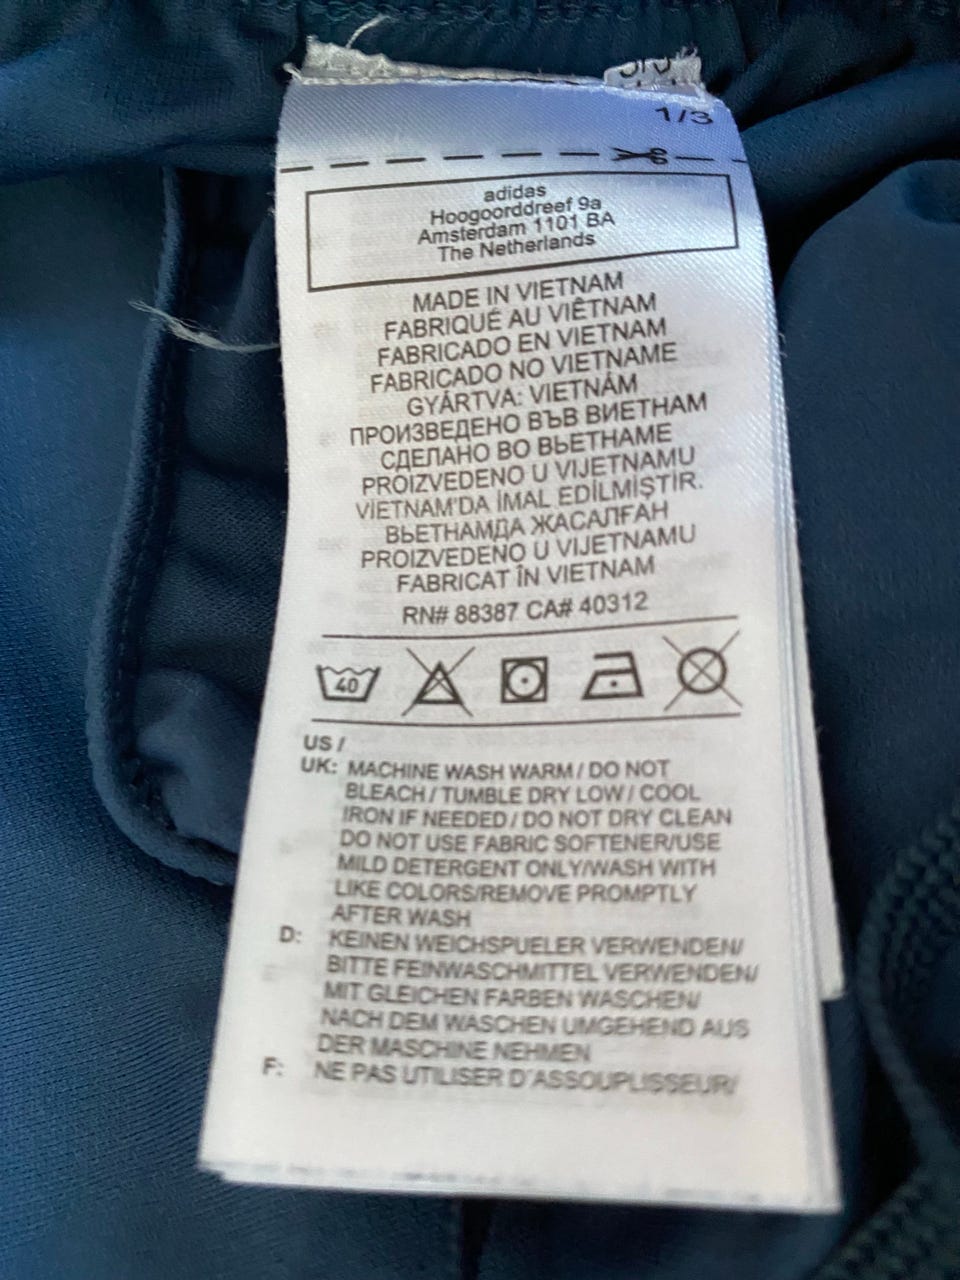 1/3
adidas
Hoogoorddreef 9a
Amsterdam 1101 BA
The Netherlands
MADE IN VIETNAM
FABRIQUÉ AU VIÊTNAM
FABRICADO EN VIETNAM
FABRICADO NO VIETNAME
GYÁRTVA: VIETNÁM
ПРОИЗВЕДЕНО ВЪВ ВИЕТНАМ
СДЕЛАНО ВО ВЬЕТНАМЕ
PROIZVEDENO U VIJETNAMU
VİETNAM'DA İMAL EDİLMİŞTİR.
ВЬЕТНАМДА ЖАСАЛҒАН
PROIZVEDENO U VIJETNAMU
FABRICAT ÎN VIETNAM
RN# 88387 CA# 40312
40
US /
UK: MACHINE WASH WARM / DO NOT
BLEACH / TUMBLE DRY LOW / COOL
IRON IF NEEDED / DO NOT DRY CLEAN
DO NOT USE FABRIC SOFTENER/USE
MILD DETERGENT ONLY/WASH WITH
LIKE COLORS/REMOVE PROMPTLY
AFTER WASH
D: KEINEN WEICHSPUELER VERWENDEN/
BITTE FEINWASCHMITTEL VERWENDEN/
MIT GLEICHEN FARBEN WASCHEN/
NACH DEM WASCHEN UMGEHEND AUS
DER MASCHINE NEHMEN
F: NE PAS UTILISER D'ASSOUPLISSEUR/